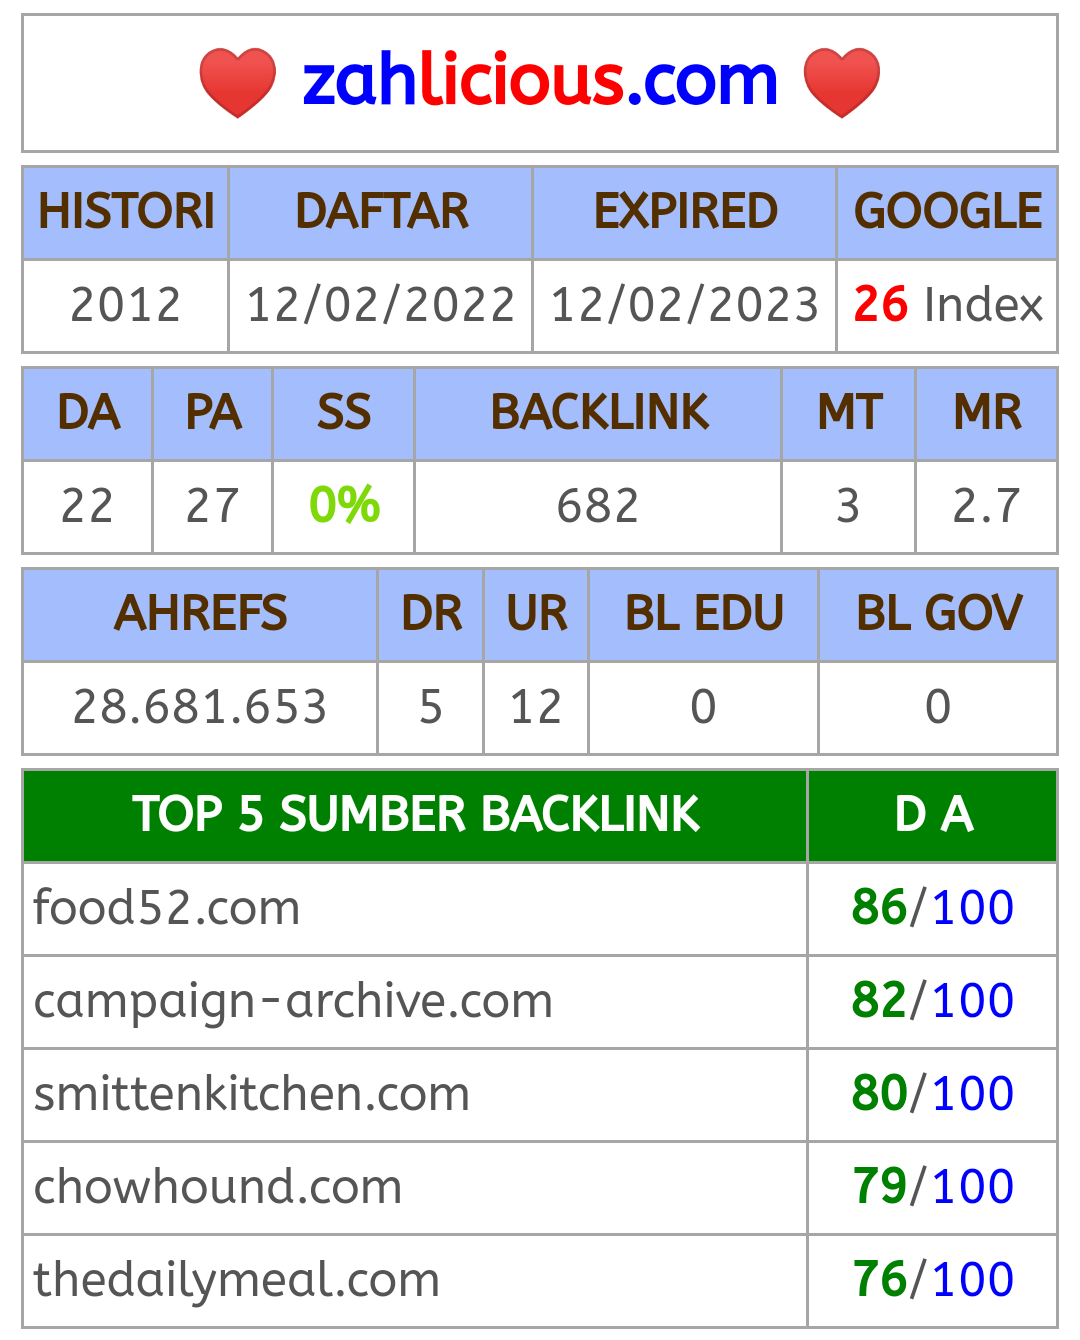 zahlicious.com
HISTORI DAFTAR EXPIRED GOOGLE
2012 12/02/2022 12/02/2023 26 Index
DA PA SS BACKLINK MT MR
22 27 0% 682 3 2.7
AHREFS DR UR BL EDU BL GOV
28.681.653 5 12 0 0
TOP 5 SUMBER BACKLINK D A
food52.com 86/100
campaign-archive.com 82/100
smittenkitchen.com 80/100
chowhound.com 79/100
thedailymeal.com 76/100